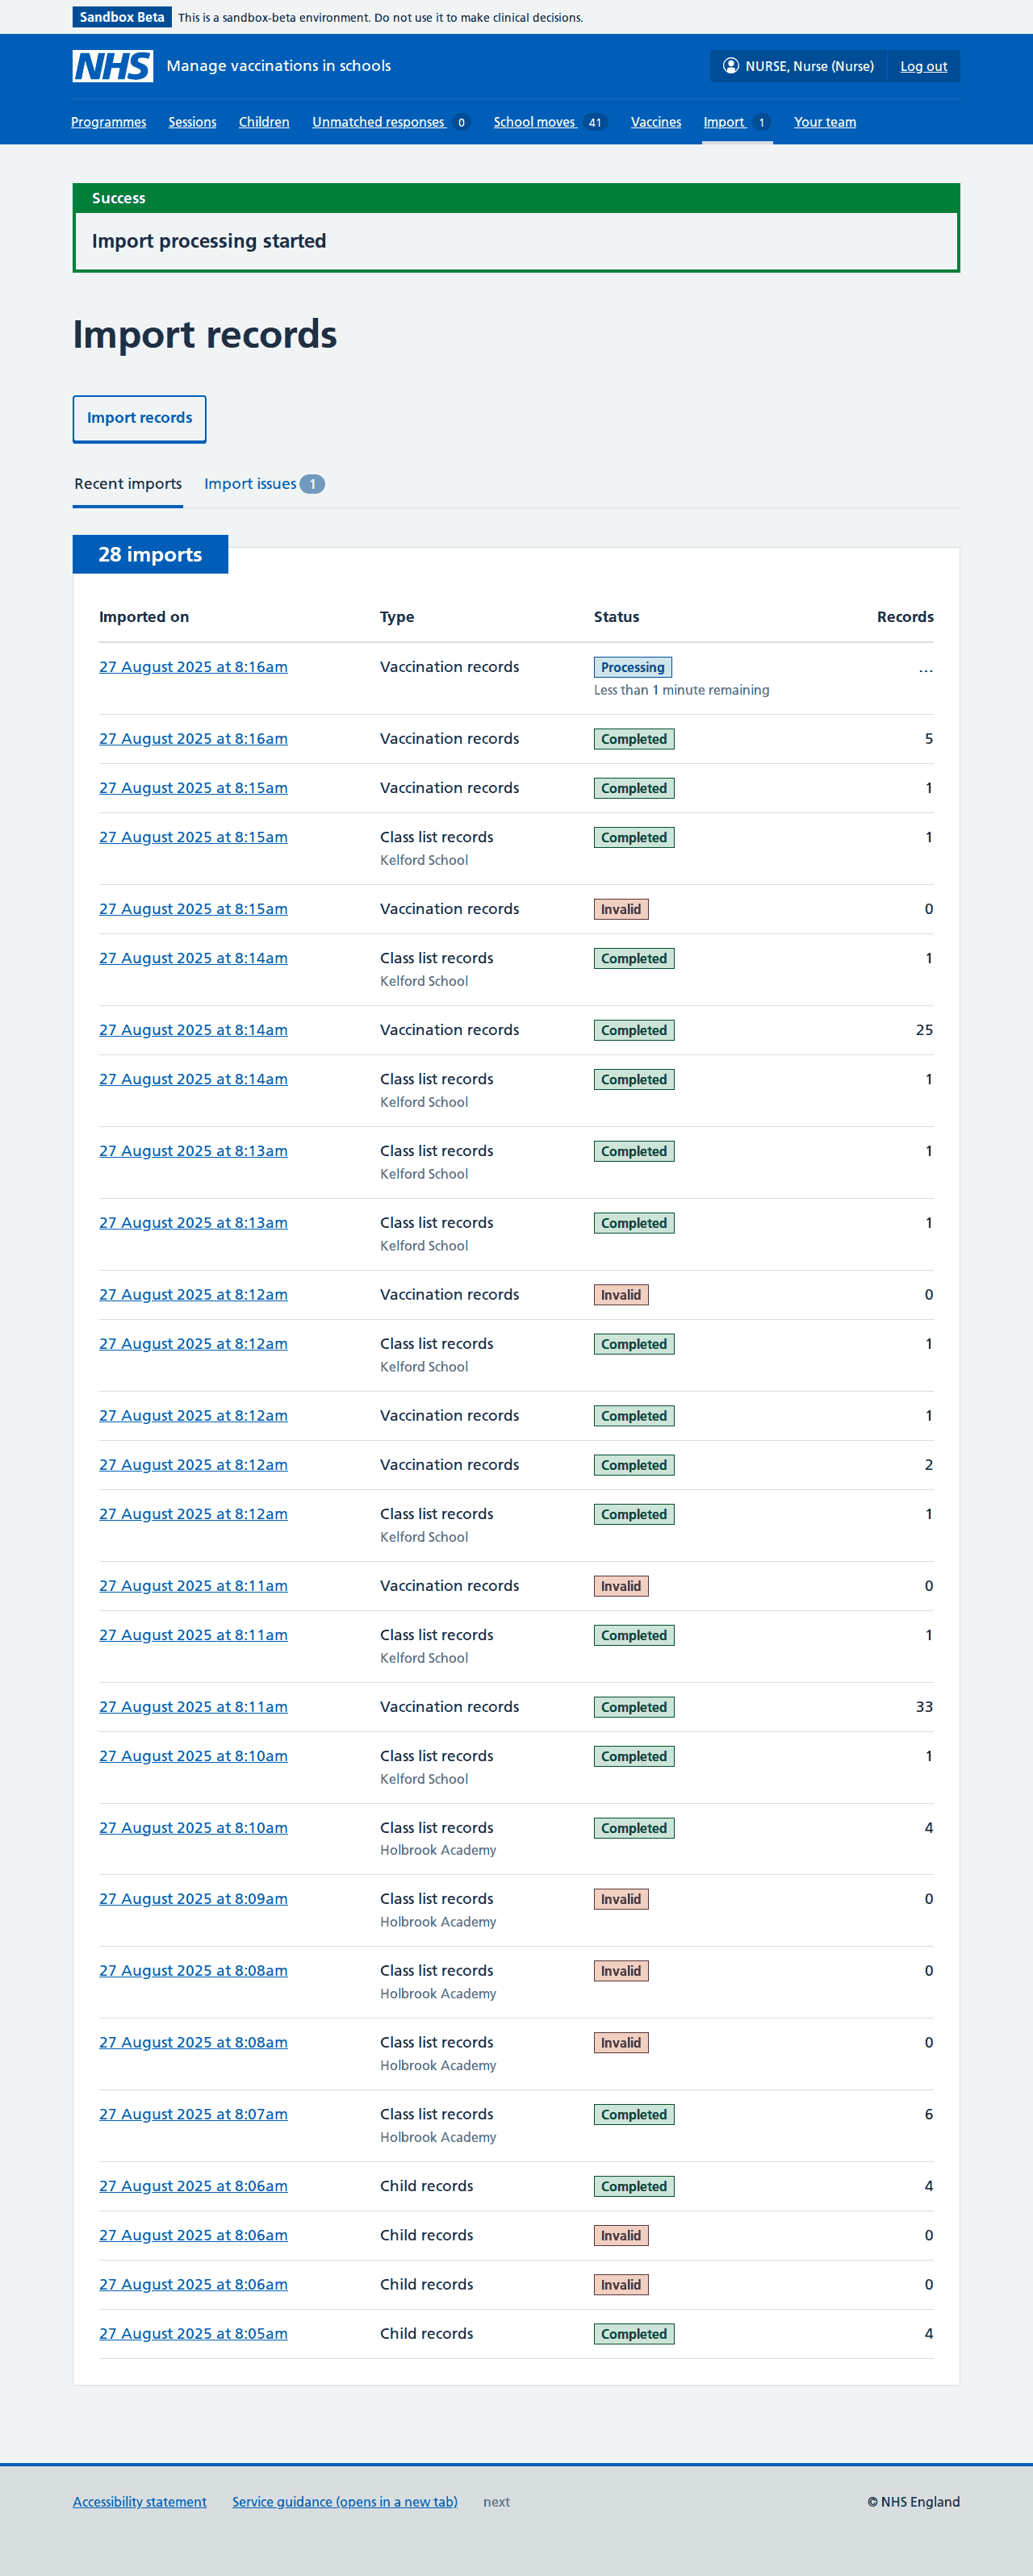 Sandbox Beta This is a sandbox-beta environment. Do not use it to make clinical decisions.
NHS Manage vaccinations in schools NURSE, Nurse (Nurse) Log out
Programmes Sessions Children Unmatched responses 0 School moves 41 Vaccines Import 1 Your team
Success
Import processing started
Import records
Import records
Recent imports Import issues 1
28 imports
Imported on Type Status Records
27 August 2025 at 8:16am Vaccination records Processing ...
Less than 1 minute remaining
27 August 2025 at 8:16am Vaccination records Completed 5
27 August 2025 at 8:15am Vaccination records Completed 1
27 August 2025 at 8:15am Class list records Completed 1
Kelford School
27 August 2025 at 8:15am Vaccination records Invalid 0
27 August 2025 at 8:14am Class list records Completed 1
Kelford School
27 August 2025 at 8:14am Vaccination records Completed 25
27 August 2025 at 8:14am Class list records Completed 1
Kelford School
27 August 2025 at 8:13am Class list records Completed 1
Kelford School
27 August 2025 at 8:13am Class list records Completed 1
Kelford School
27 August 2025 at 8:12am Vaccination records Invalid 0
27 August 2025 at 8:12am Class list records Completed 1
Kelford School
27 August 2025 at 8:12am Vaccination records Completed 1
27 August 2025 at 8:12am Vaccination records Completed 2
27 August 2025 at 8:12am Class list records Completed 1
Kelford School
27 August 2025 at 8:11am Vaccination records Invalid 0
27 August 2025 at 8:11am Class list records Completed 1
Kelford School
27 August 2025 at 8:11am Vaccination records Completed 33
27 August 2025 at 8:10am Class list records Completed 1
Kelford School
27 August 2025 at 8:10am Class list records Completed 4
Holbrook Academy
27 August 2025 at 8:09am Class list records Invalid 0
Holbrook Academy
27 August 2025 at 8:08am Class list records Invalid 0
Holbrook Academy
27 August 2025 at 8:08am Class list records Invalid 0
Holbrook Academy
27 August 2025 at 8:07am Class list records Completed 6
Holbrook Academy
27 August 2025 at 8:06am Child records Completed 4
27 August 2025 at 8:06am Child records Invalid 0
27 August 2025 at 8:06am Child records Invalid 0
27 August 2025 at 8:05am Child records Completed 4
Accessibility statement Service guidance (opens in a new tab) next © NHS England